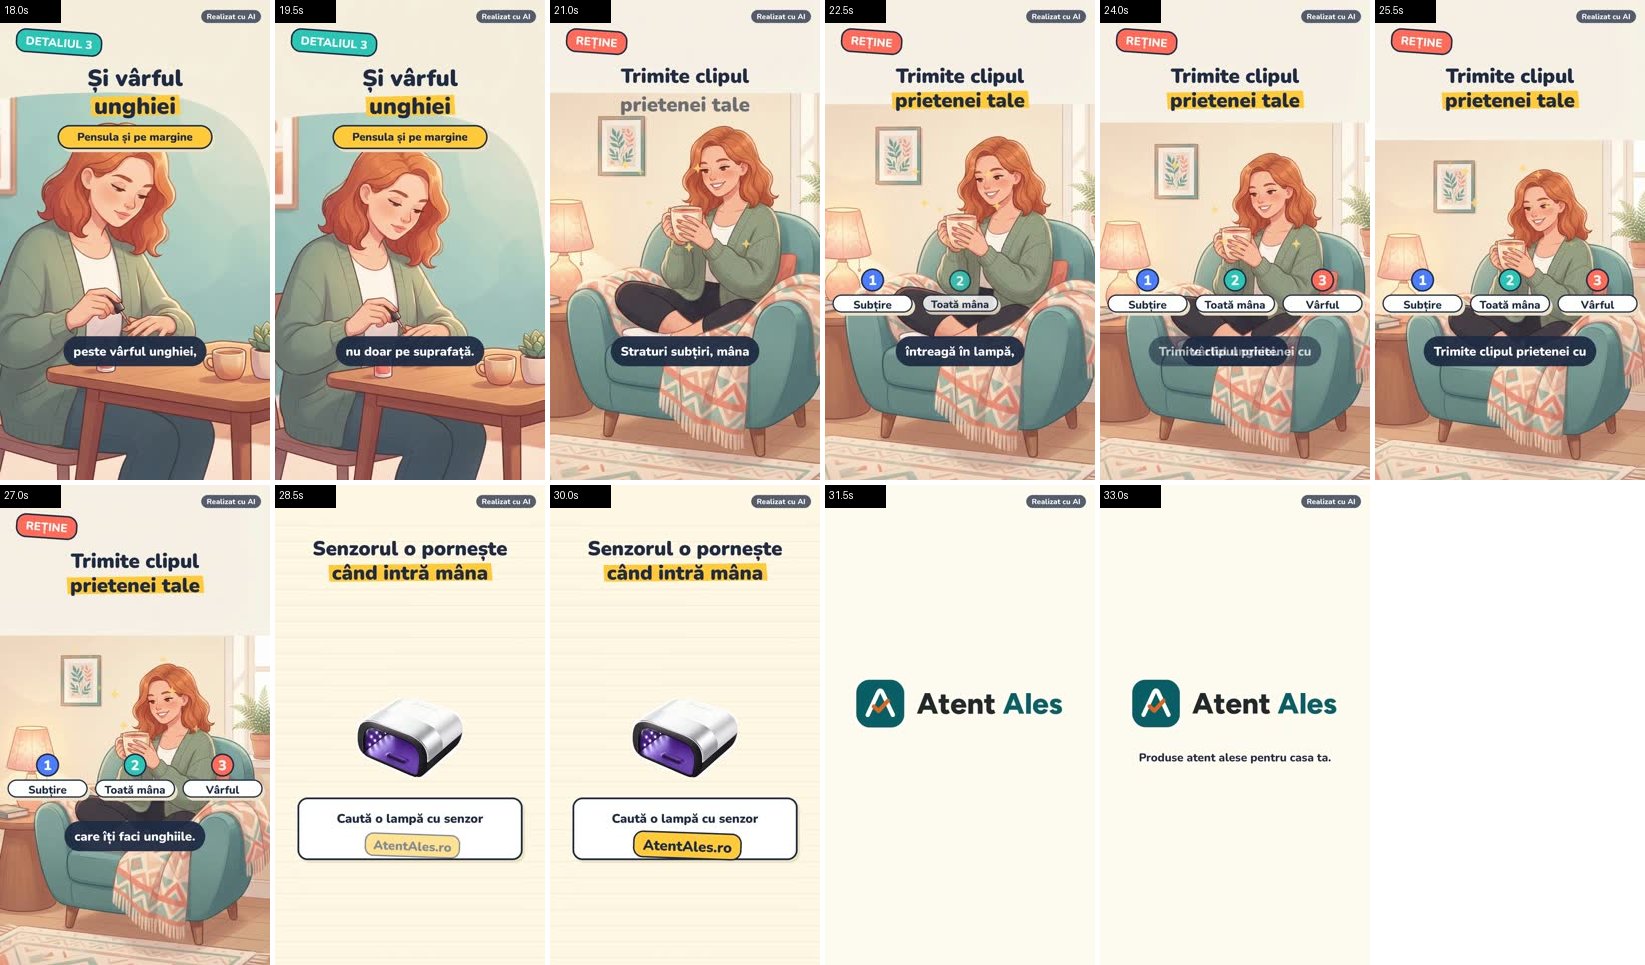 18.0s
Realizat cu AI
DETALIUL 3
Și vârful
unghiei
Pensula și pe margine
peste vârful unghiei,
19.5s
Realizat cu AI
DETALIUL 3
Și vârful
unghiei
Pensula și pe margine
nu doar pe suprafață.
21.0s
Realizat cu AI
REȚINE
Trimite clipul
prietenei tale
Straturi subțiri, mâna
22.5s
Realizat cu AI
REȚINE
Trimite clipul
prietenei tale
1 2
Subțire Toată mâna
întreagă în lampă,
24.0s
Realizat cu AI
REȚINE
Trimite clipul
prietenei tale
1 2 3
Subțire Toată mâna Vârful
Trimite clipul prietenei cu
25.5s
Realizat cu AI
REȚINE
Trimite clipul
prietenei tale
1 2 3
Subțire Toată mâna Vârful
Trimite clipul prietenei cu
27.0s
Realizat cu AI
REȚINE
Trimite clipul
prietenei tale
1 2 3
Subțire Toată mâna Vârful
care îți faci unghiile.
28.5s
Realizat cu AI
Senzorul o pornește
când intră mâna
Caută o lampă cu senzor
AtentAles.ro
30.0s
Realizat cu AI
Senzorul o pornește
când intră mâna
Caută o lampă cu senzor
AtentAles.ro
31.5s
Realizat cu AI
Atent Ales
33.0s
Realizat cu AI
Atent Ales
Produse atent alese pentru casa ta.